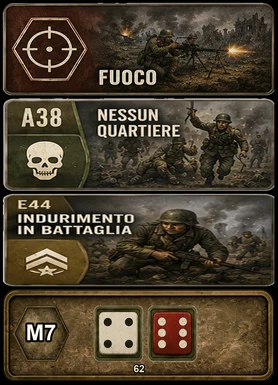 FUOCO
A38
NESSUN
QUARTIERE
E44
INDURIMENTO
IN BATTAGLIA
M7
62